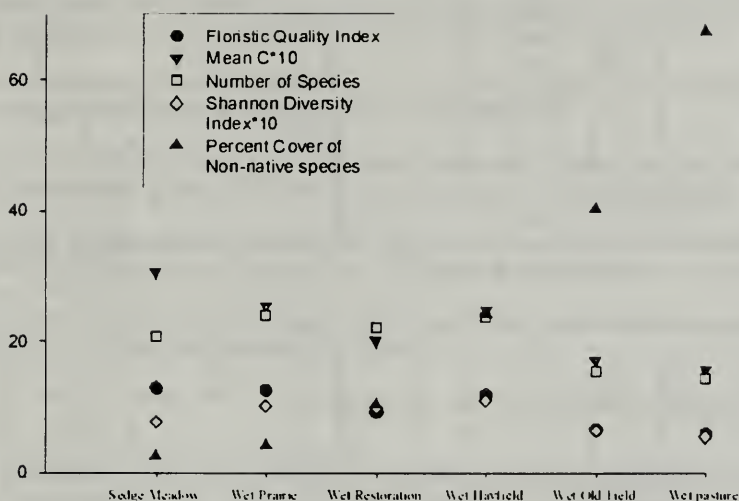 60
40
20
0
Floristic Quality Index
Mean C*10
Number of Species
Shannon Diversity
Index*10
Percent Cover of
Non-native species
Sedge Meadow Wet Prairie Wet Restoration Wet Hayfield Wet Old Field Wet pasture